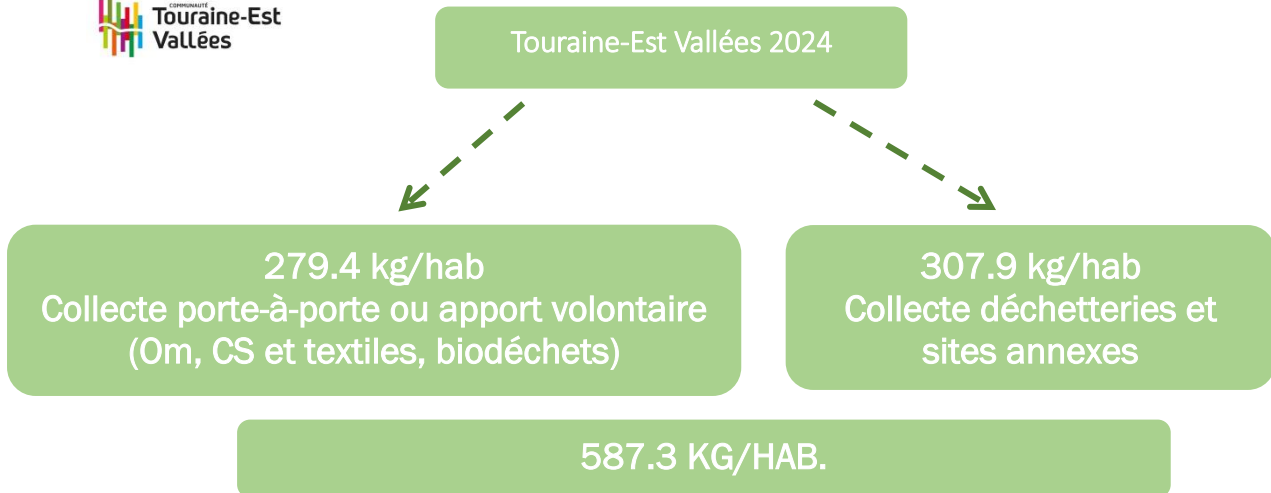 COMMUNAUTÉ
Touraine-Est
Vallées
Touraine-Est Vallées 2024
279.4 kg/hab
Collecte porte-à-porte ou apport volontaire
(Om, CS et textiles, biodéchets)
307.9 kg/hab
Collecte déchetteries et
sites annexes
587.3 KG/HAB.